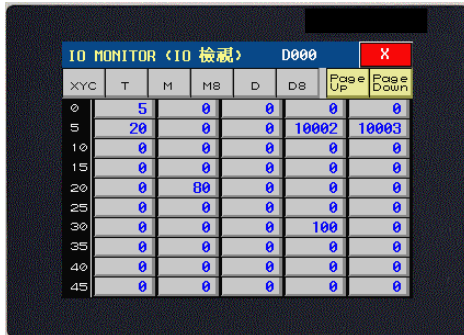 IO MONITOR (IO 檢視) D000 X
XYC T M M8 D D8 Page Up Page Down
0 5 0 0 0 0
5 20 0 0 10002 10003
10 0 0 0 0 0
15 0 0 0 0 0
20 0 80 0 0 0
25 0 0 0 0 0
30 0 0 0 100 0
35 0 0 0 0 0
40 0 0 0 0 0
45 0 0 0 0 0